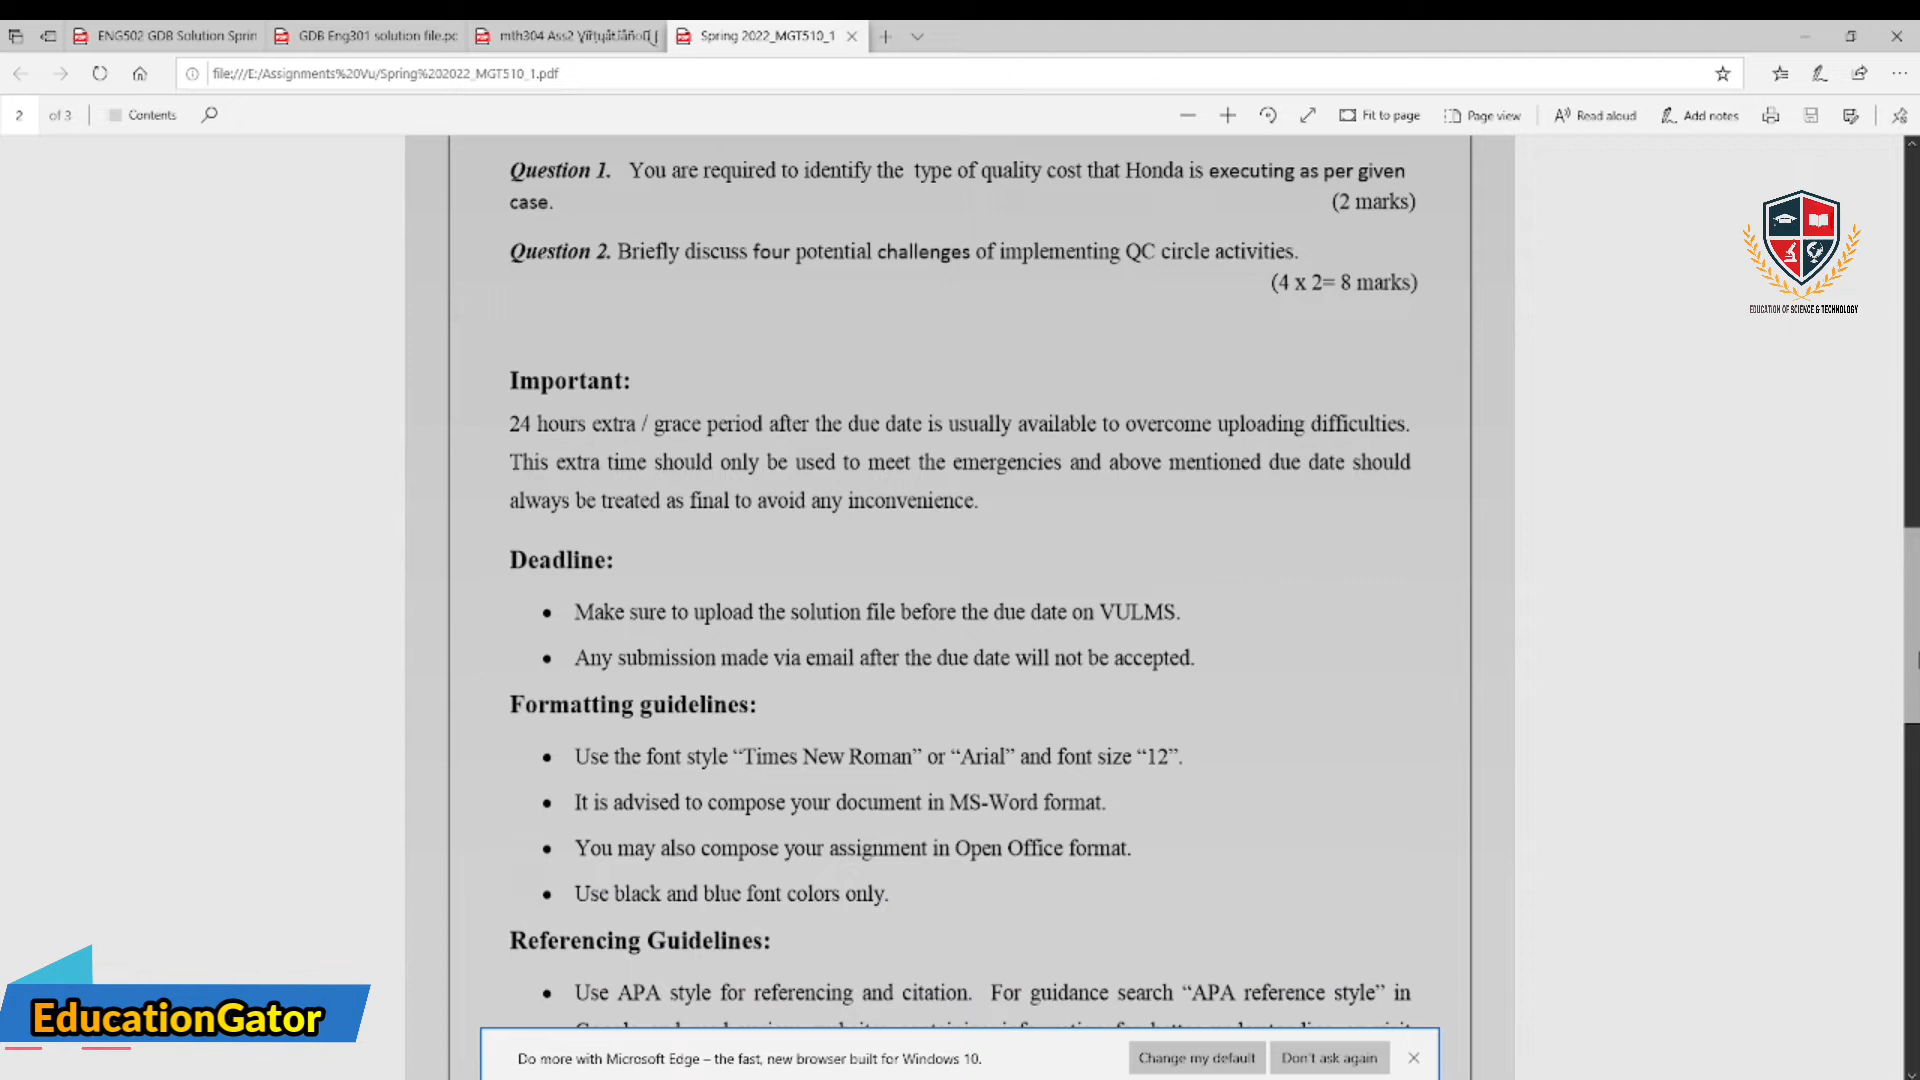 ENG502 GDB Solution Sprin
GDB Eng301 solution file.pc
mth304 Ass2
Spring 2022_MGT510_1
file:///E:/Assignments%20Vu/Spring%202022_MGT510_1.pdf
2 of 3
Contents
Fit to page
Page view
Read aloud
Add notes
Question 1. You are required to identify the type of quality cost that Honda is executing as per given
case. (2 marks)
Question 2. Briefly discuss four potential challenges of implementing QC circle activities.
(4 x 2= 8 marks)
EDUCATION OF SCIENCE & TECHNOLOGY
Important:
24 hours extra / grace period after the due date is usually available to overcome uploading difficulties.
This extra time should only be used to meet the emergencies and above mentioned due date should
always be treated as final to avoid any inconvenience.
Deadline:
• Make sure to upload the solution file before the due date on VULMS.
• Any submission made via email after the due date will not be accepted.
Formatting guidelines:
• Use the font style “Times New Roman” or “Arial” and font size “12”.
• It is advised to compose your document in MS-Word format.
• You may also compose your assignment in Open Office format.
• Use black and blue font colors only.
Referencing Guidelines:
• Use APA style for referencing and citation. For guidance search “APA reference style” in
EducationGator
Do more with Microsoft Edge – the fast, new browser built for Windows 10.
Change my default
Don't ask again